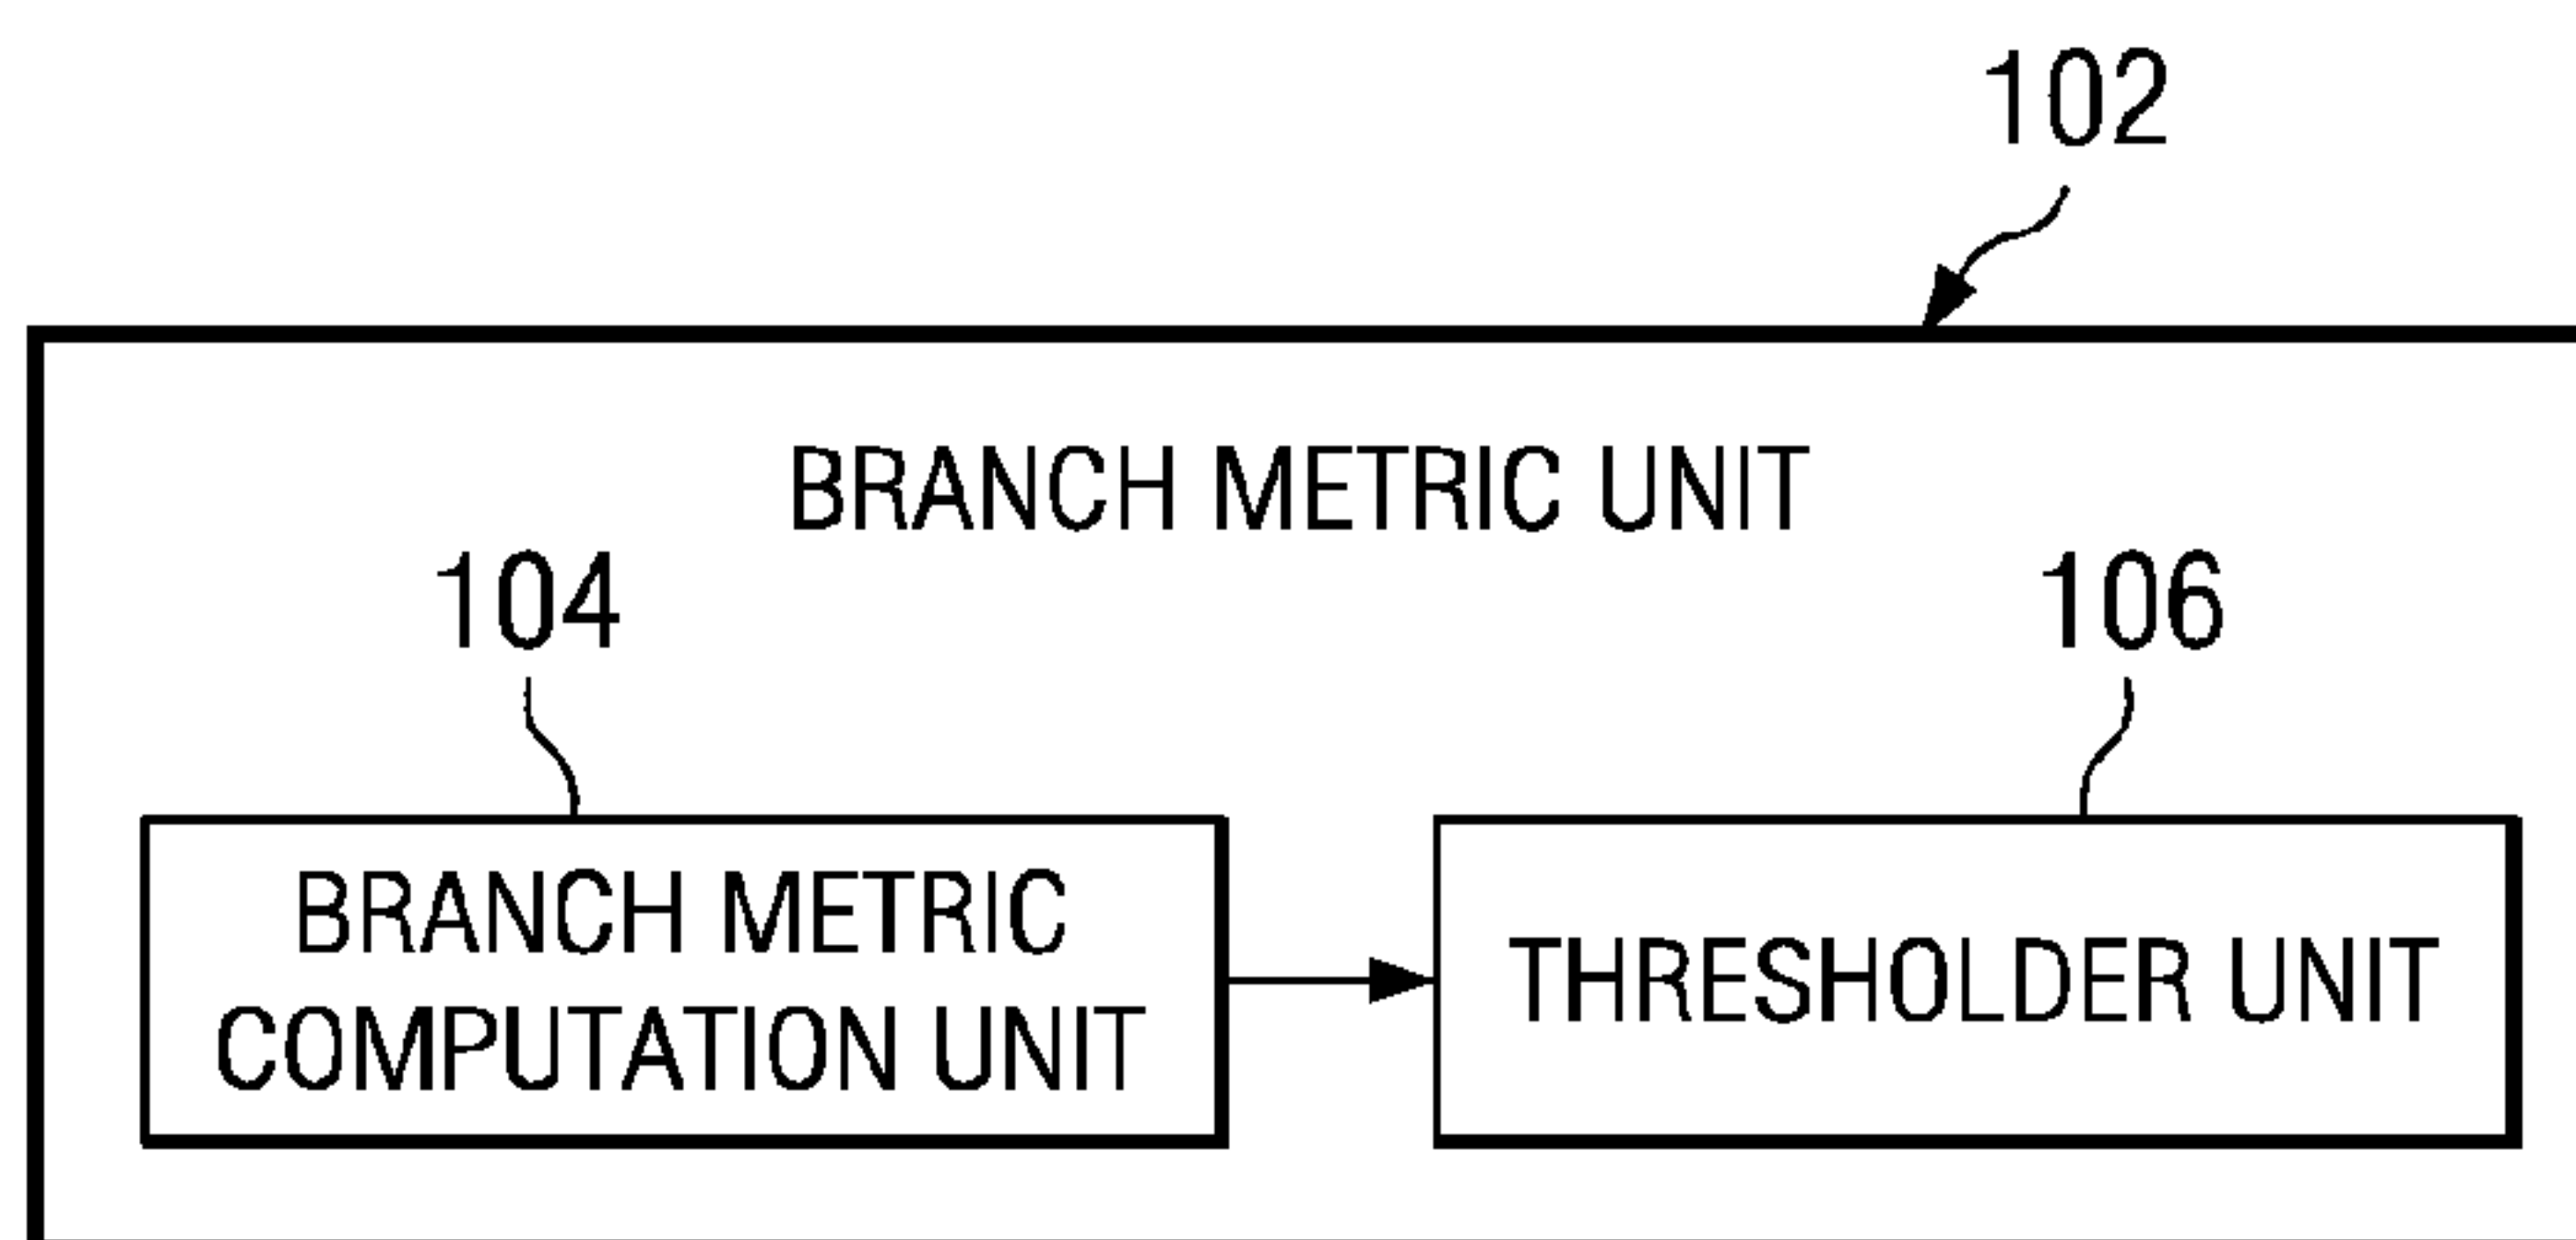 102
BRANCH METRIC UNIT
104
106
BRANCH METRIC
COMPUTATION UNIT
THRESHOLDER UNIT